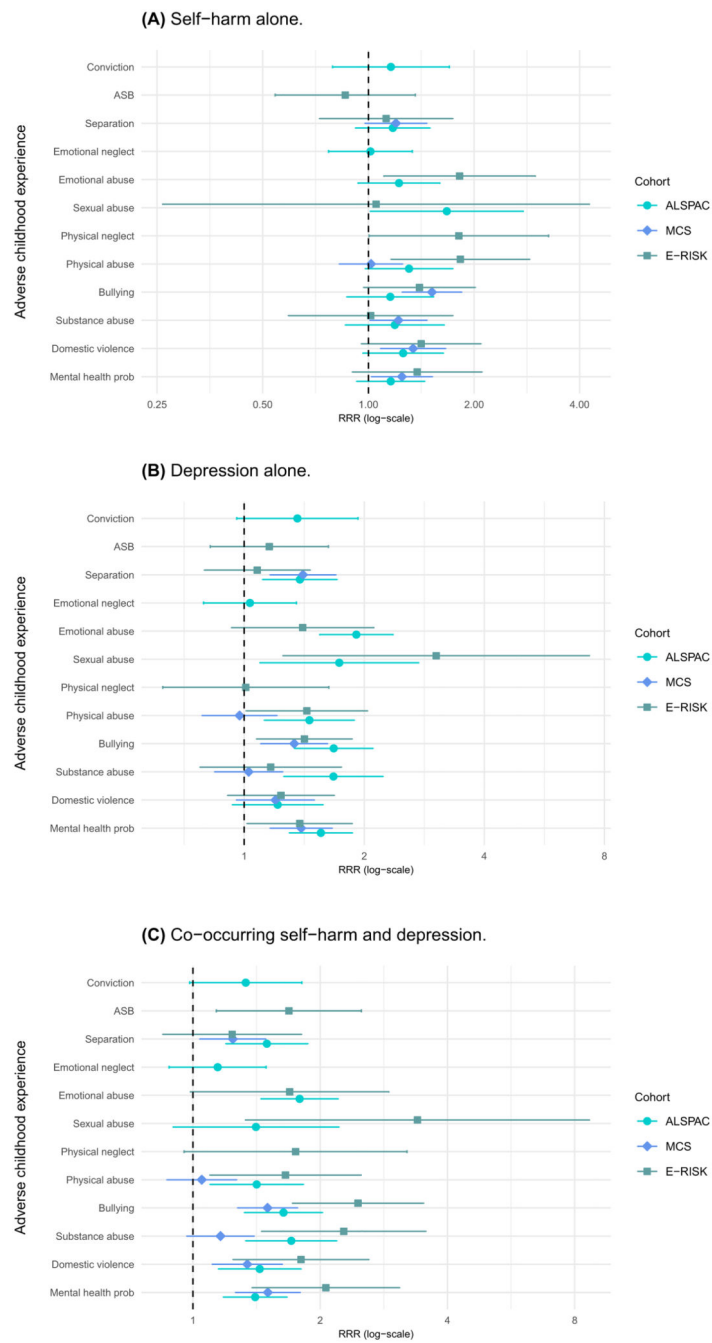 (A) Self−harm alone.
Adverse childhood experience
Conviction
ASB
Separation
Emotional neglect
Emotional abuse
Sexual abuse
Physical neglect
Physical abuse
Bullying
Substance abuse
Domestic violence
Mental health prob
0.25 0.50 1.00 2.00 4.00
RRR (log−scale)
Cohort
ALSPAC
MCS
E−RISK
(B) Depression alone.
Adverse childhood experience
Conviction
ASB
Separation
Emotional neglect
Emotional abuse
Sexual abuse
Physical neglect
Physical abuse
Bullying
Substance abuse
Domestic violence
Mental health prob
1 2 4 8
RRR (log−scale)
Cohort
ALSPAC
MCS
E−RISK
(C) Co−occurring self−harm and depression.
Adverse childhood experience
Conviction
ASB
Separation
Emotional neglect
Emotional abuse
Sexual abuse
Physical neglect
Physical abuse
Bullying
Substance abuse
Domestic violence
Mental health prob
1 2 4 8
RRR (log−scale)
Cohort
ALSPAC
MCS
E−RISK